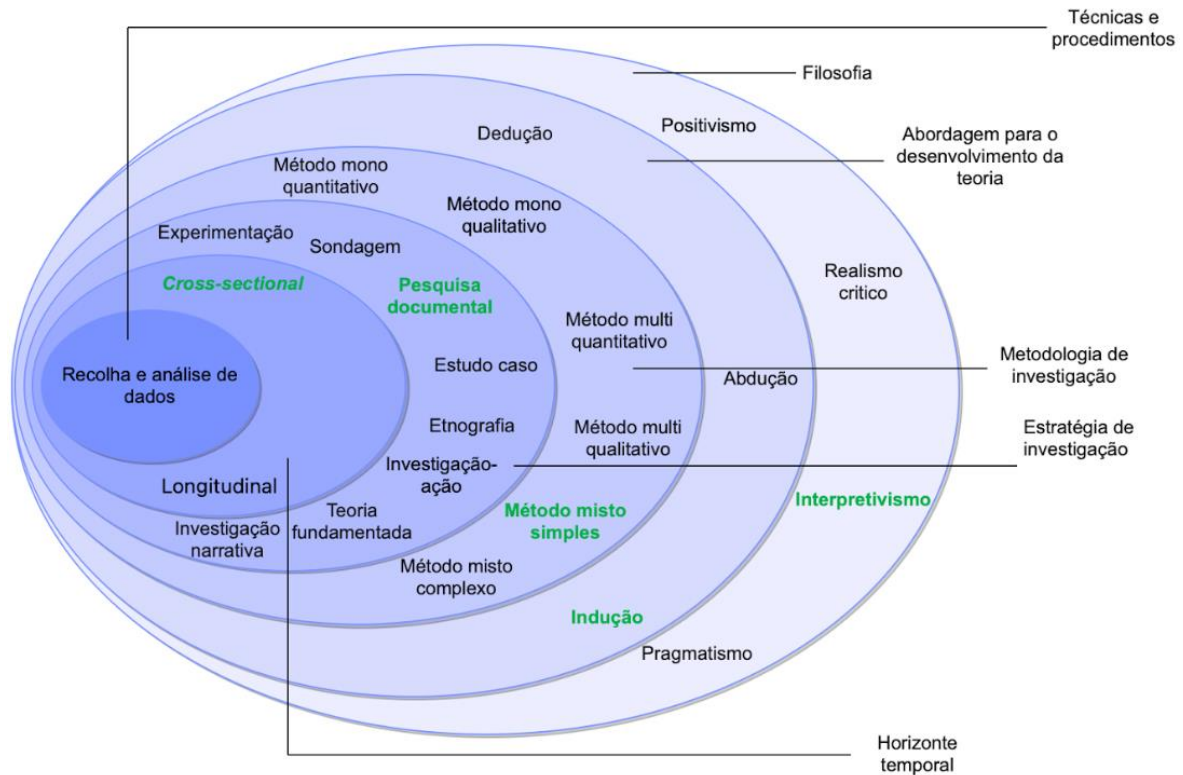 Técnicas e
procedimentos
Filosofia
Positivismo
Dedução
Abordagem para o
desenvolvimento da
teoria
Método mono
quantitativo
Método mono
qualitativo
Experimentação
Sondagem
Cross-sectional
Pesquisa
documental
Realismo
critico
Método multi
quantitativo
Recolha e análise de
dados
Estudo caso
Abdução
Metodologia de
investigação
Etnografia
Método multi
qualitativo
Estratégia de
investigação
Investigação-
ação
Longitudinal
Interpretivismo
Teoria
fundamentada
Método misto
simples
Investigação
narrativa
Método misto
complexo
Indução
Pragmatismo
Horizonte
temporal